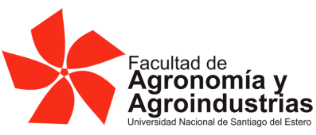 Facultad de
Agronomía y
Agroindustrias
Universidad Nacional de Santiago del Estero